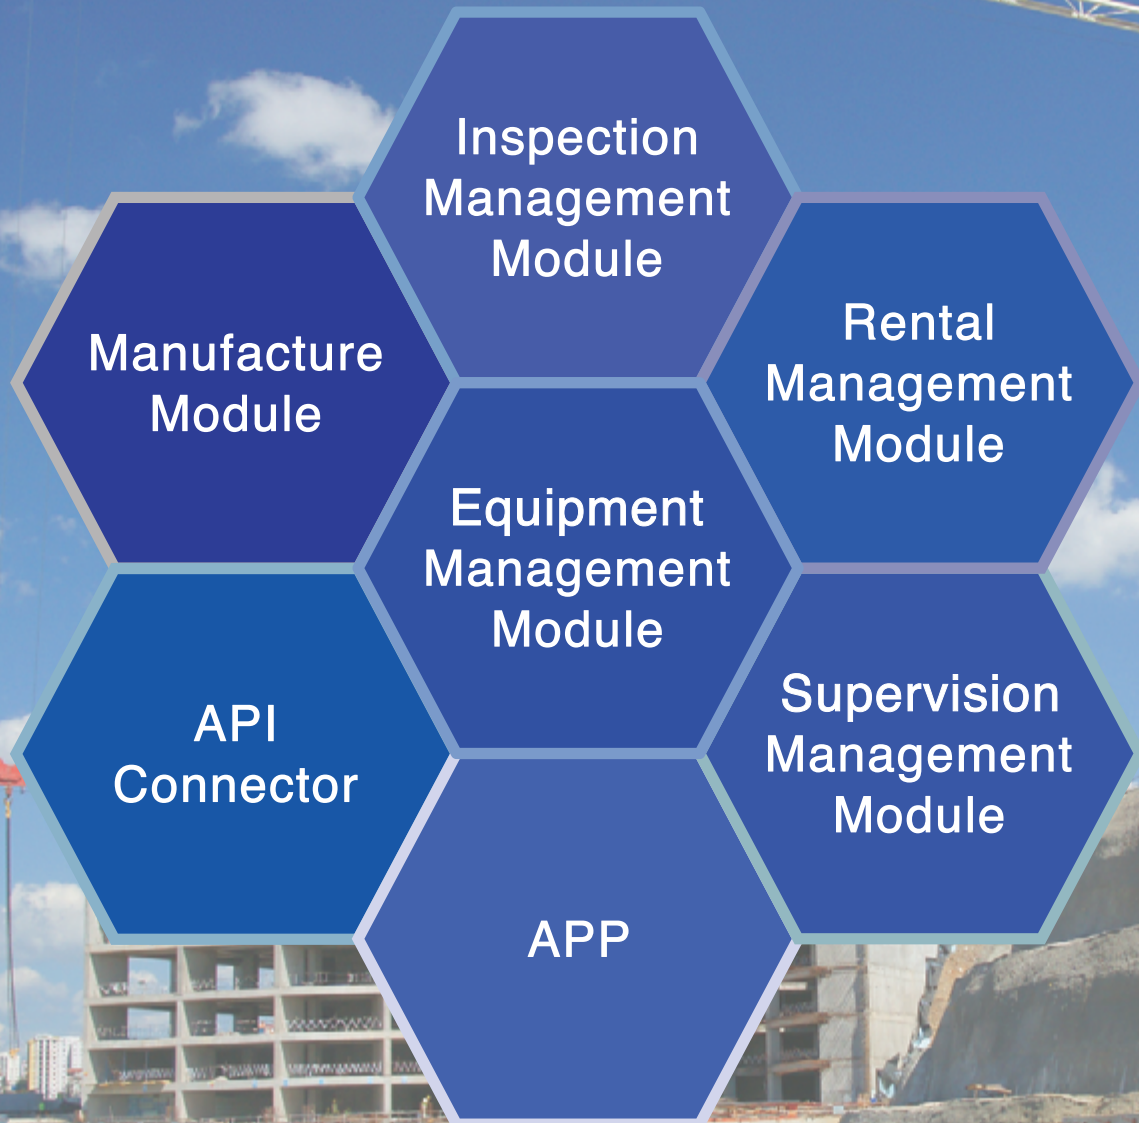 Inspection
Management
Module
Manufacture
Module
Rental
Management
Module
Equipment
Management
Module
API
Connector
Supervision
Management
Module
APP